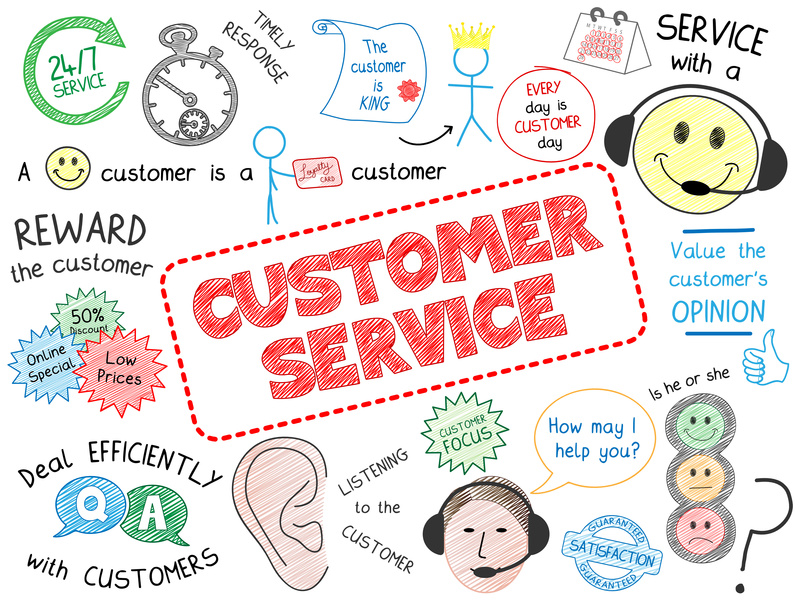 24/7
SERVICE
TIMELY
RESPONSE
The
customer
is
KING
EVERY
day is
CUSTOMER
day
M T W T F S S
SERVICE
with a
A customer is a
Loyalty
CARD
customer
REWARD
the customer
50%
Discount
Online
Special
Low
Prices
CUSTOMER
SERVICE
Value the
customer's
OPINION
Is he or she
?
Deal EFFICIENTLY
Q A
with CUSTOMERS
LISTENING
to the
CUSTOMER
CUSTOMER
FOCUS
How may I
help you?
GUARANTEED
SATISFACTION
GUARANTEED